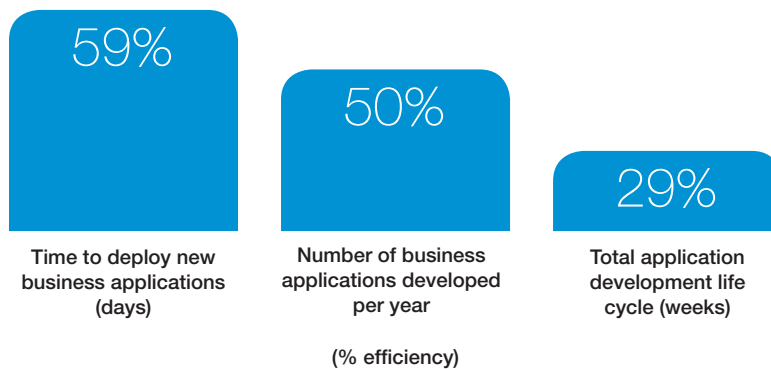 59%
Time to deploy new
business applications
(days)
50%
Number of business
applications developed
per year
29%
Total application
development life
cycle (weeks)
(% efficiency)